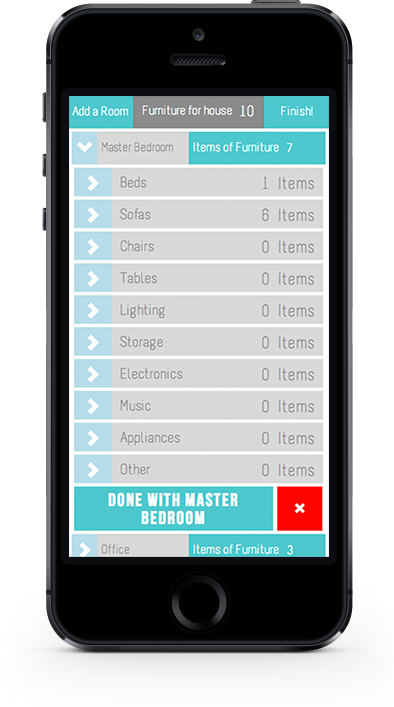 Add a Room Furniture for house 10 Finish!
Master Bedroom Items of Furniture 7
Beds 1 Items
Sofas 6 Items
Chairs 0 Items
Tables 0 Items
Lighting 0 Items
Storage 0 Items
Electronics 0 Items
Music 0 Items
Appliances 0 Items
Other 0 Items
DONE WITH MASTER
BEDROOM
Office Items of Furniture 3